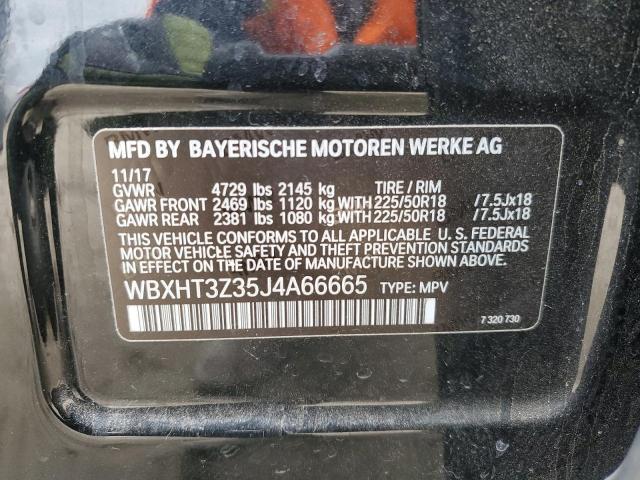 MFD BY BAYERISCHE MOTOREN WERKE AG
11/17
GVWR 4729 lbs 2145 kg TIRE / RIM
GAWR FRONT 2469 lbs 1120 kg WITH 225/50R18 /7.5Jx18
GAWR REAR 2381 lbs 1080 kg WITH 225/50R18 /7.5Jx18
THIS VEHICLE CONFORMS TO ALL APPLICABLE U. S. FEDERAL
MOTOR VEHICLE SAFETY AND THEFT PREVENTION STANDARDS
IN EFFECT ON THE DATE OF MANUFACTURE SHOWN ABOVE.
WBXHT3Z35J4A66665 TYPE: MPV
7 320 730